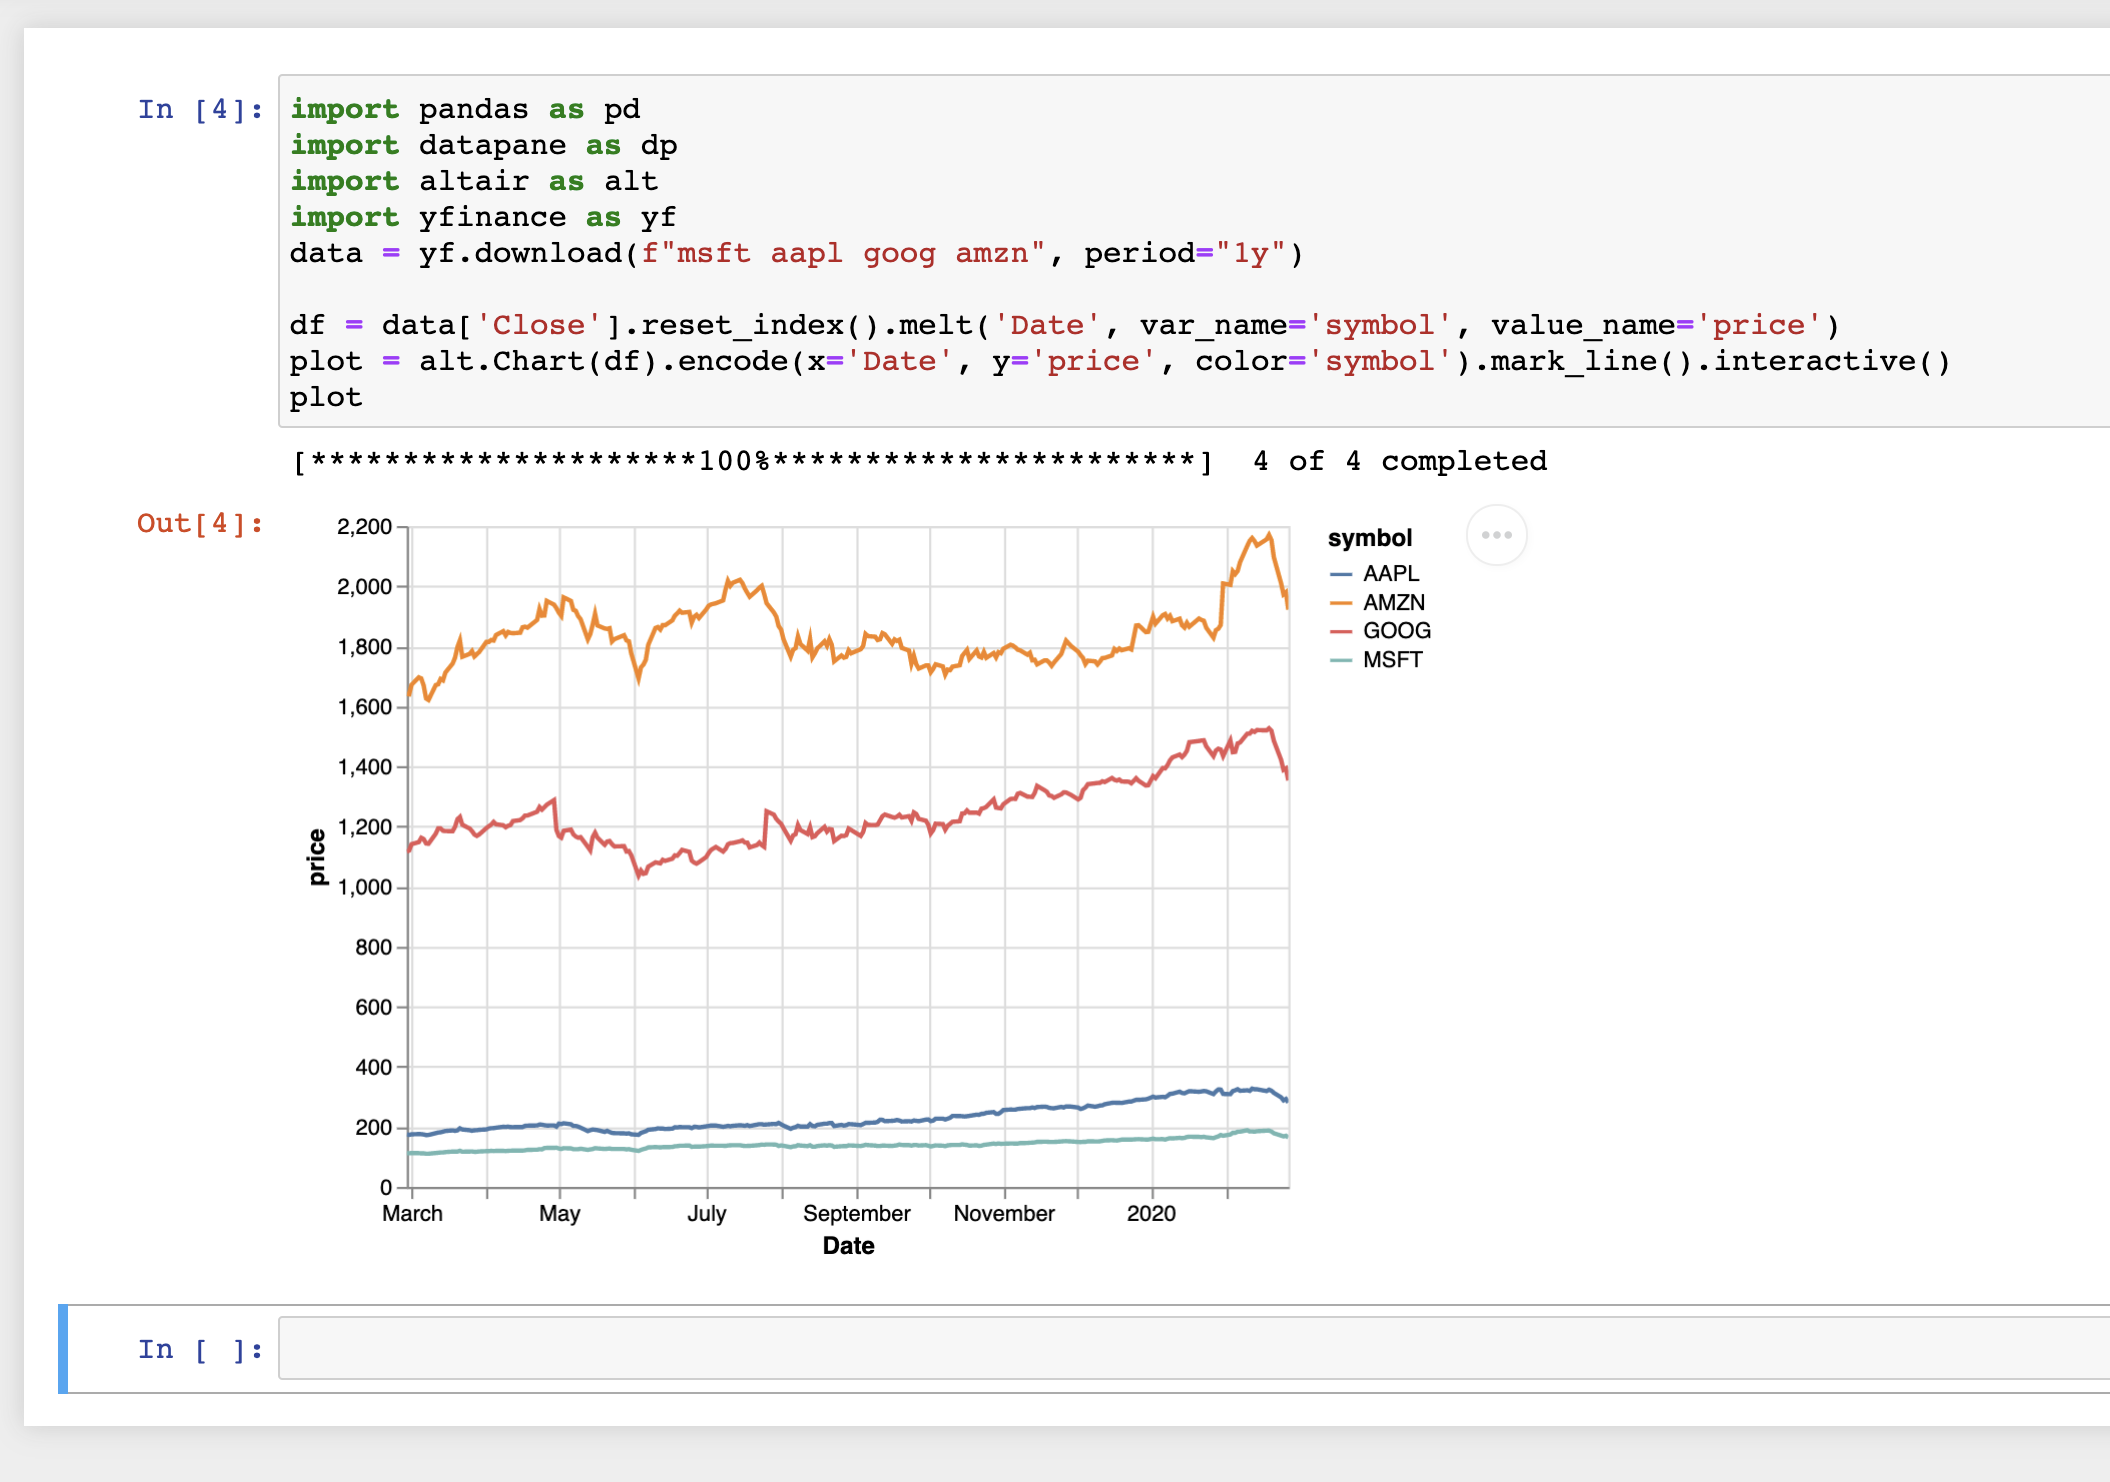 In [4]:
import pandas as pd
import datapane as dp
import altair as alt
import yfinance as yf
data = yf.download(f"msft aapl goog amzn", period="1y")
df = data['Close'].reset_index().melt('Date', var_name='symbol', value_name='price')
plot = alt.Chart(df).encode(x='Date', y='price', color='symbol').mark_line().interactive()
plot
[*********************100%***********************]  4 of 4 completed
Out[4]:
2,200
2,000
1,800
1,600
1,400
1,200
1,000
800
600
400
200
0
price
March May July September November 2020
Date
symbol
AAPL
AMZN
GOOG
MSFT
In [ ]: